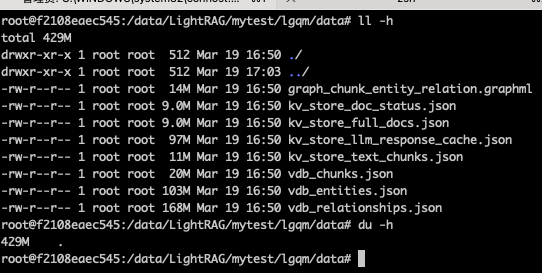 root@f2108eaec545:/data/LightRAG/mytest/lgqm/data# ll -h
total 429M
drwxr-xr-x 1 root root  512 Mar 19 16:50 ./
drwxr-xr-x 1 root root  512 Mar 19 17:03 ../
-rw-r--r-- 1 root root  14M Mar 19 16:50 graph_chunk_entity_relation.graphml
-rw-r--r-- 1 root root 9.0M Mar 19 16:50 kv_store_doc_status.json
-rw-r--r-- 1 root root 9.0M Mar 19 16:50 kv_store_full_docs.json
-rw-r--r-- 1 root root  97M Mar 19 16:50 kv_store_llm_response_cache.json
-rw-r--r-- 1 root root  11M Mar 19 16:50 kv_store_text_chunks.json
-rw-r--r-- 1 root root  20M Mar 19 16:50 vdb_chunks.json
-rw-r--r-- 1 root root 103M Mar 19 16:50 vdb_entities.json
-rw-r--r-- 1 root root 168M Mar 19 16:50 vdb_relationships.json
root@f2108eaec545:/data/LightRAG/mytest/lgqm/data# du -h
429M    .
root@f2108eaec545:/data/LightRAG/mytest/lgqm/data#